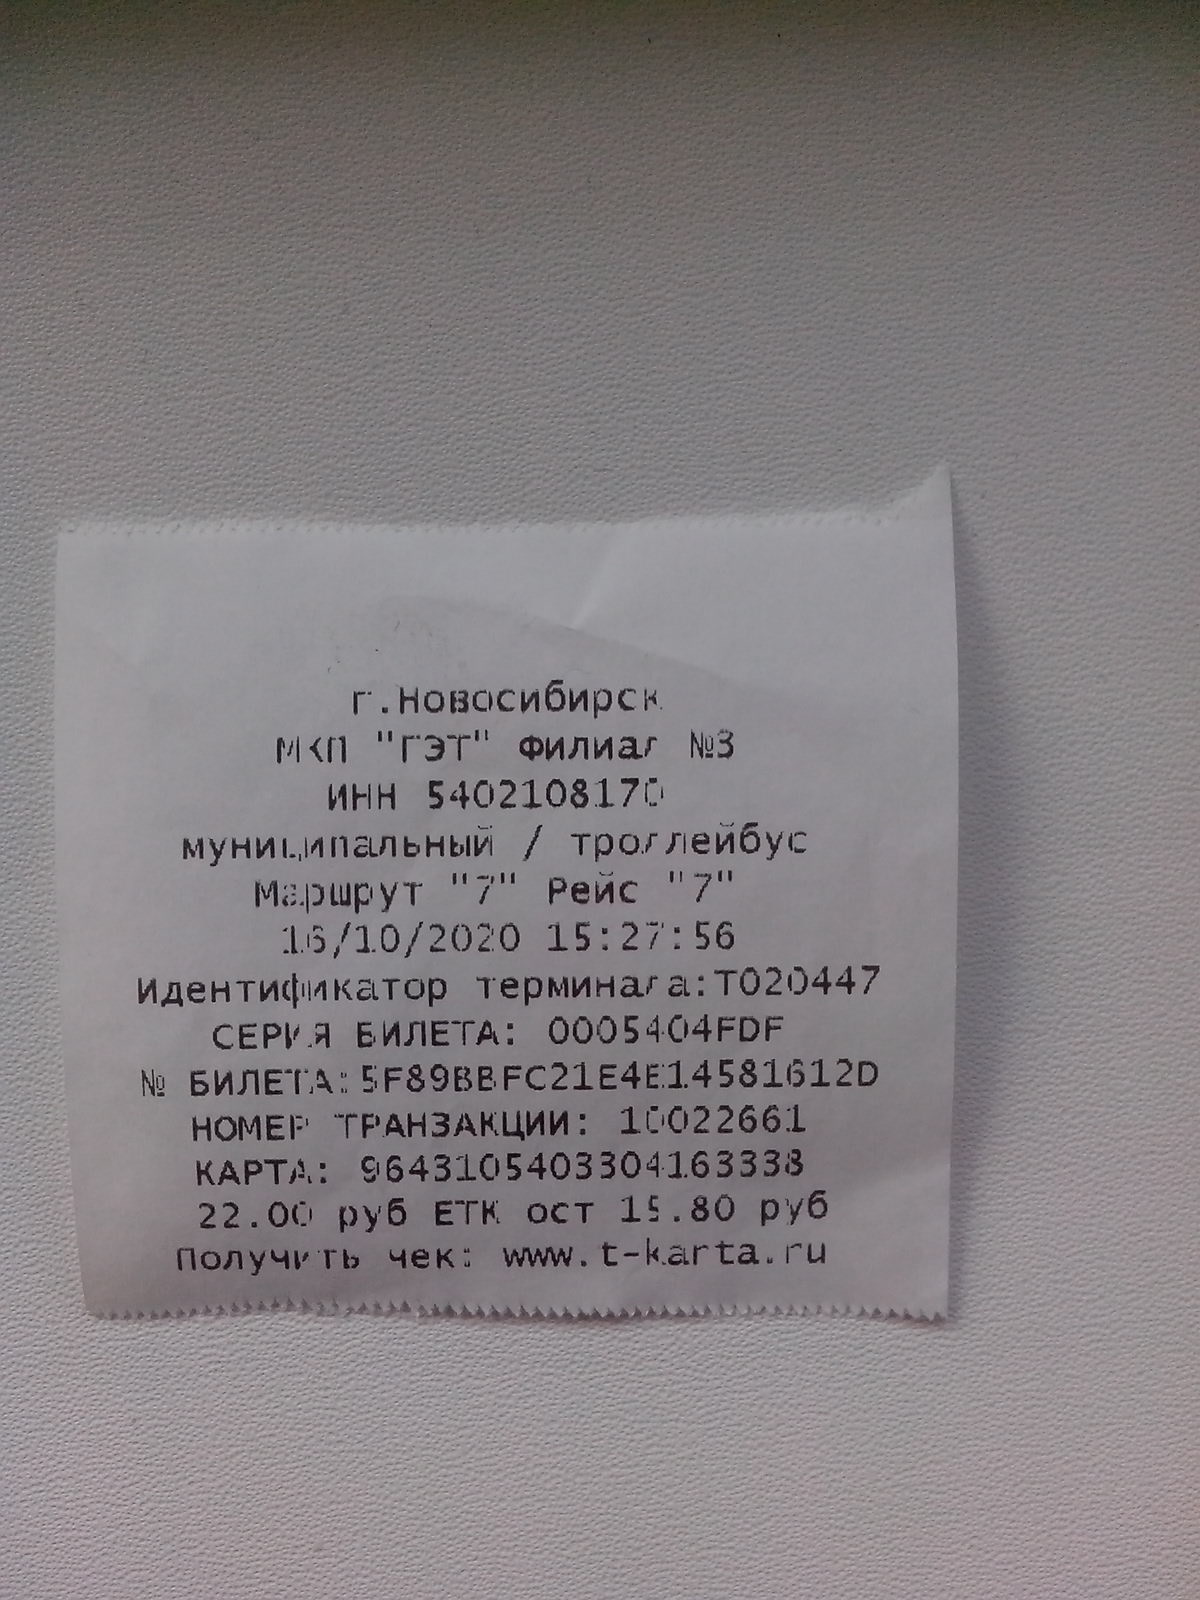 г.Новосибирск
МКП "ГЭТ" Филиал №3
ИНН 5402108170
муниципальный / троллейбус
Маршрут "7" Рейс "7"
16/10/2020 15:27:56
Идентификатор терминала:T020447
СЕРИЯ БИЛЕТА: 0005404FDF
№ БИЛЕТА:5F89BBFC21E4E14581612D
НОМЕР ТРАНЗАКЦИИ: 10022661
КАРТА: 9643105403304163338
22.00 руб ЕТК ост 15.80 руб
Получить чек: www.t-karta.ru